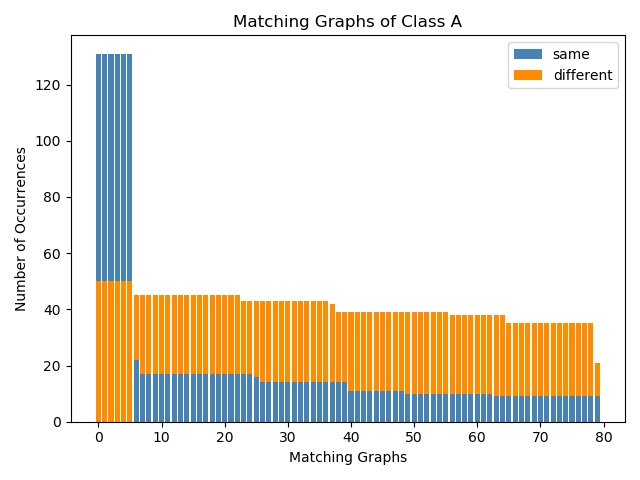 Matching Graphs of Class A
same
different
Number of Occurrences
120
100
80
60
40
20
0
0 10 20 30 40 50 60 70 80
Matching Graphs